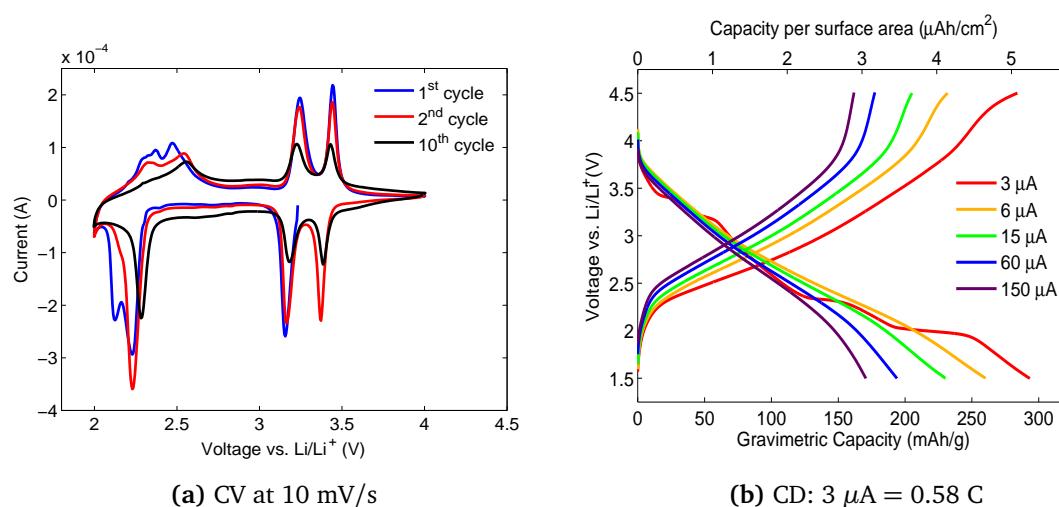 x 10⁻⁴
2
1
0
−1
−2
−3
−4
Current (A)
2 2.5 3 3.5 4 4.5
Voltage vs. Li/Li⁺ (V)
1ˢᵗ cycle
2ⁿᵈ cycle
10ᵗʰ cycle
(a) CV at 10 mV/s
Capacity per surface area (μAh/cm²)
0 1 2 3 4 5
4.5
4
3.5
3
2.5
2
1.5
Voltage vs. Li/Li⁺(V)
0 50 100 150 200 250 300
Gravimetric Capacity (mAh/g)
3 μA
6 μA
15 μA
60 μA
150 μA
(b) CD: 3 μA = 0.58 C